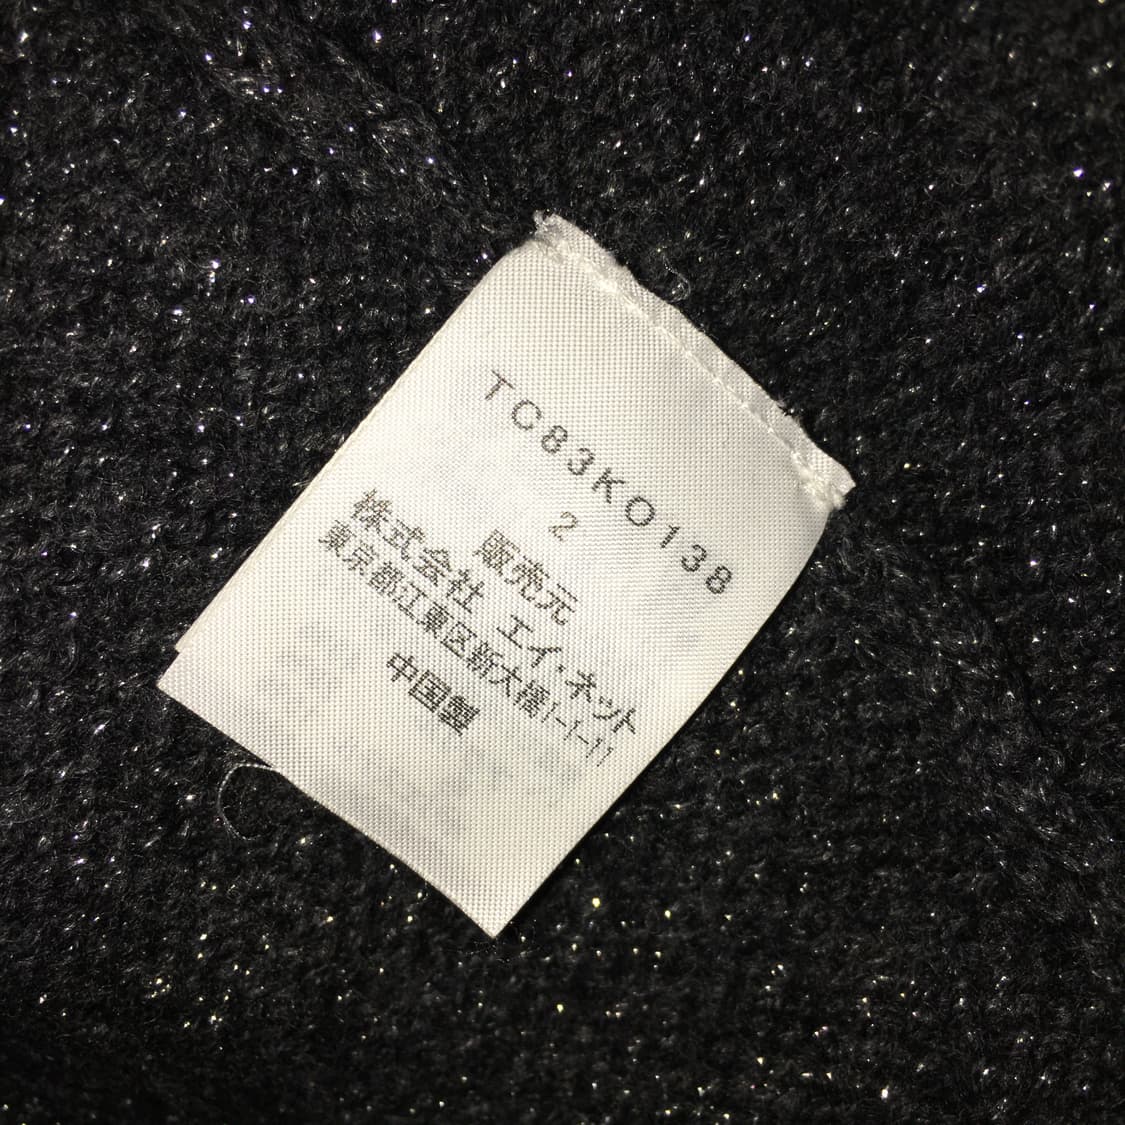 TC83KO138
2
販売元
株式会社 エイ・ネット
東京都江東区新大橋1-1-11
中国製